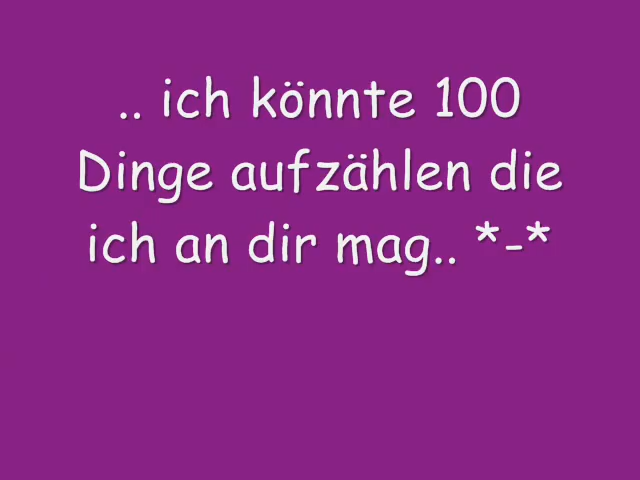 .. ich könnte 100
Dinge aufzählen die
ich an dir mag.. *-*